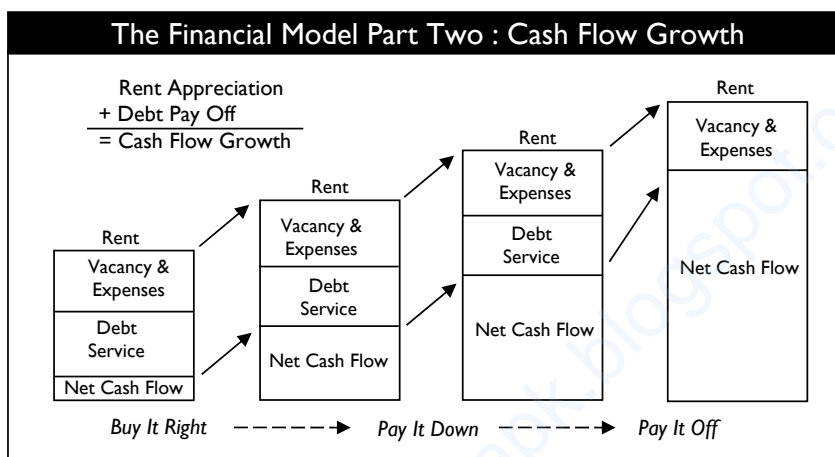 The Financial Model Part Two : Cash Flow Growth
Rent Appreciation
+ Debt Pay Off
= Cash Flow Growth
Rent
Vacancy &
Expenses
Debt
Service
Net Cash Flow
Rent
Vacancy &
Expenses
Debt
Service
Net Cash Flow
Rent
Vacancy &
Expenses
Debt
Service
Net Cash Flow
Rent
Vacancy &
Expenses
Net Cash Flow
Buy It Right
Pay It Down
Pay It Off
apk.blogspot.c